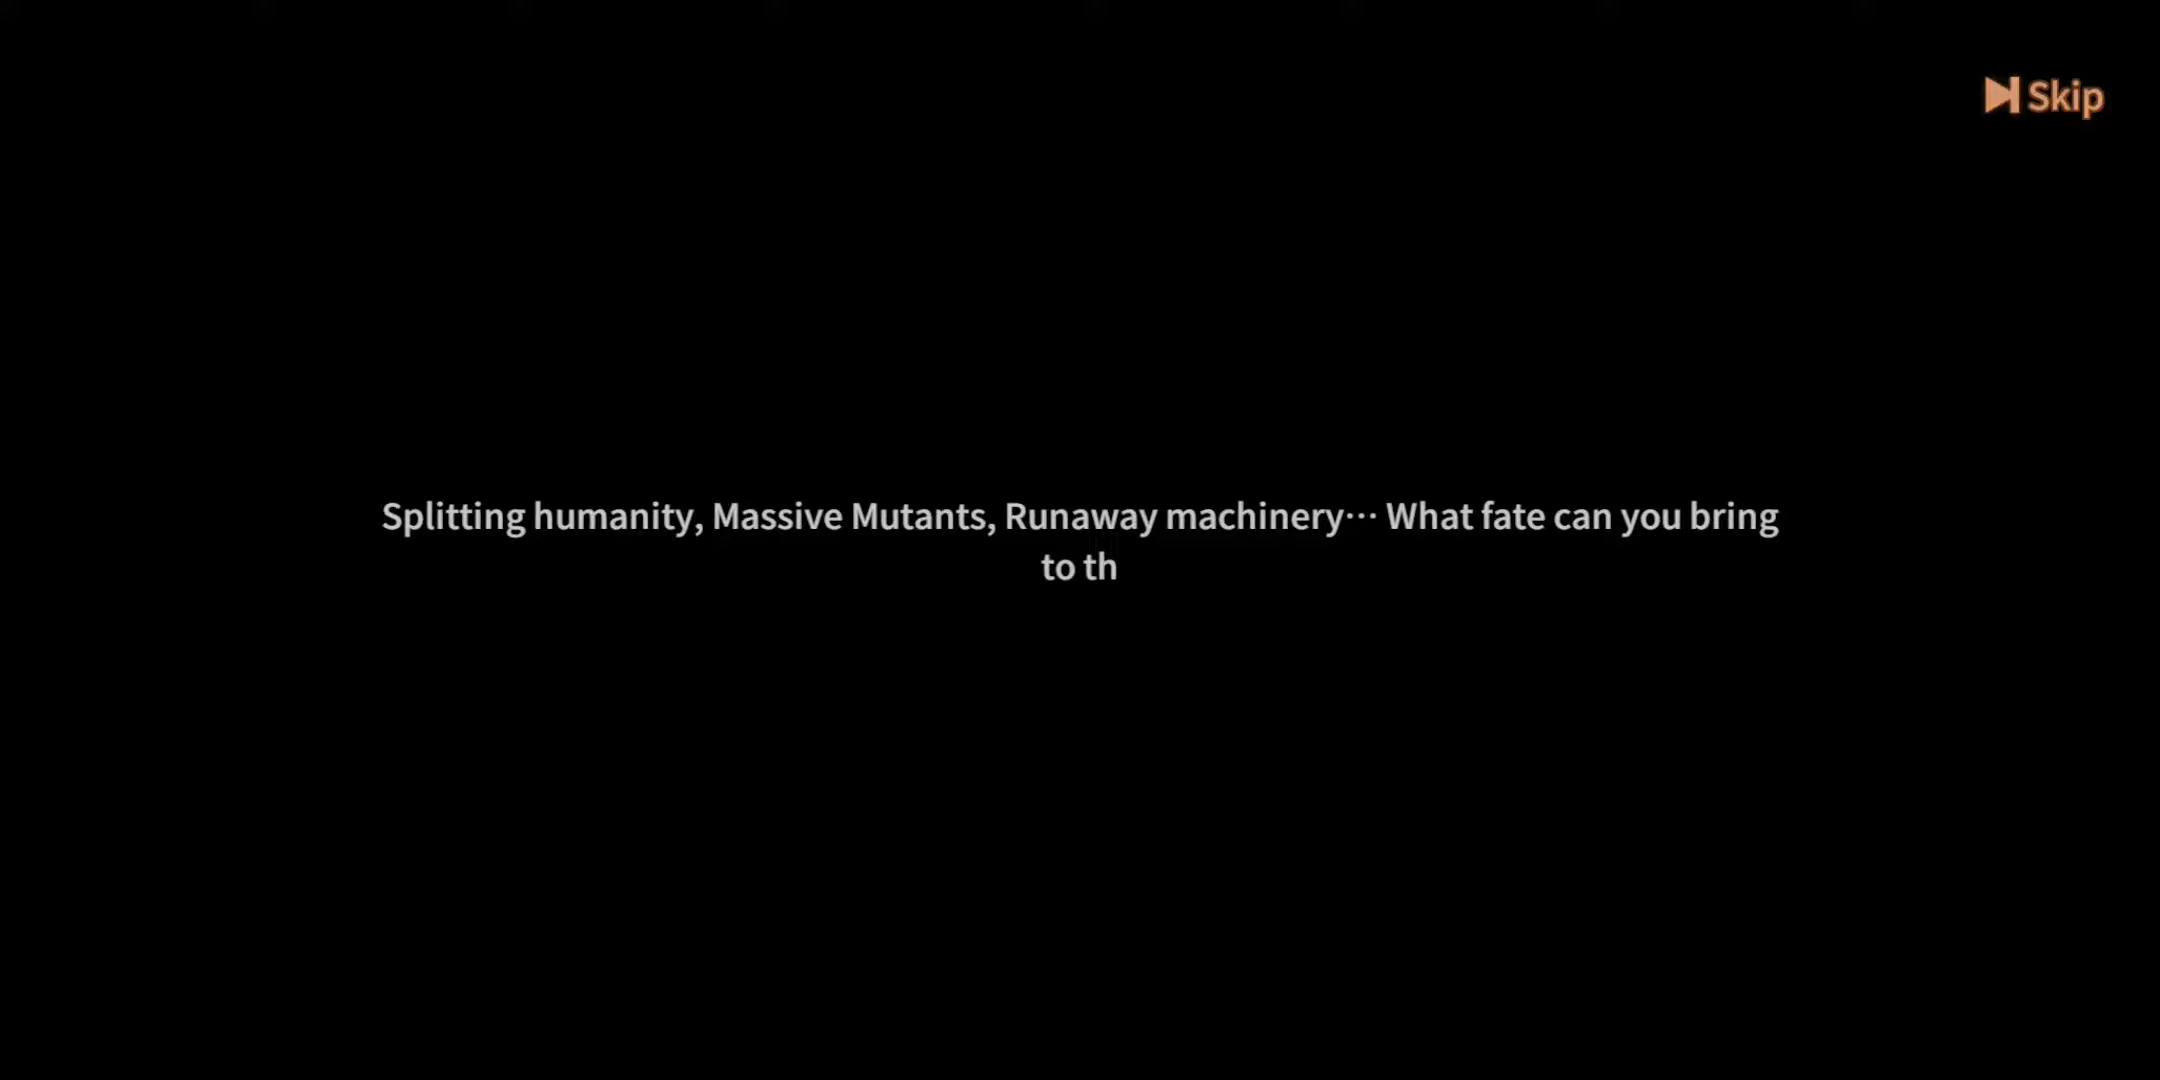 Skip
Splitting humanity, Massive Mutants, Runaway machinery··· What fate can you bring
to th